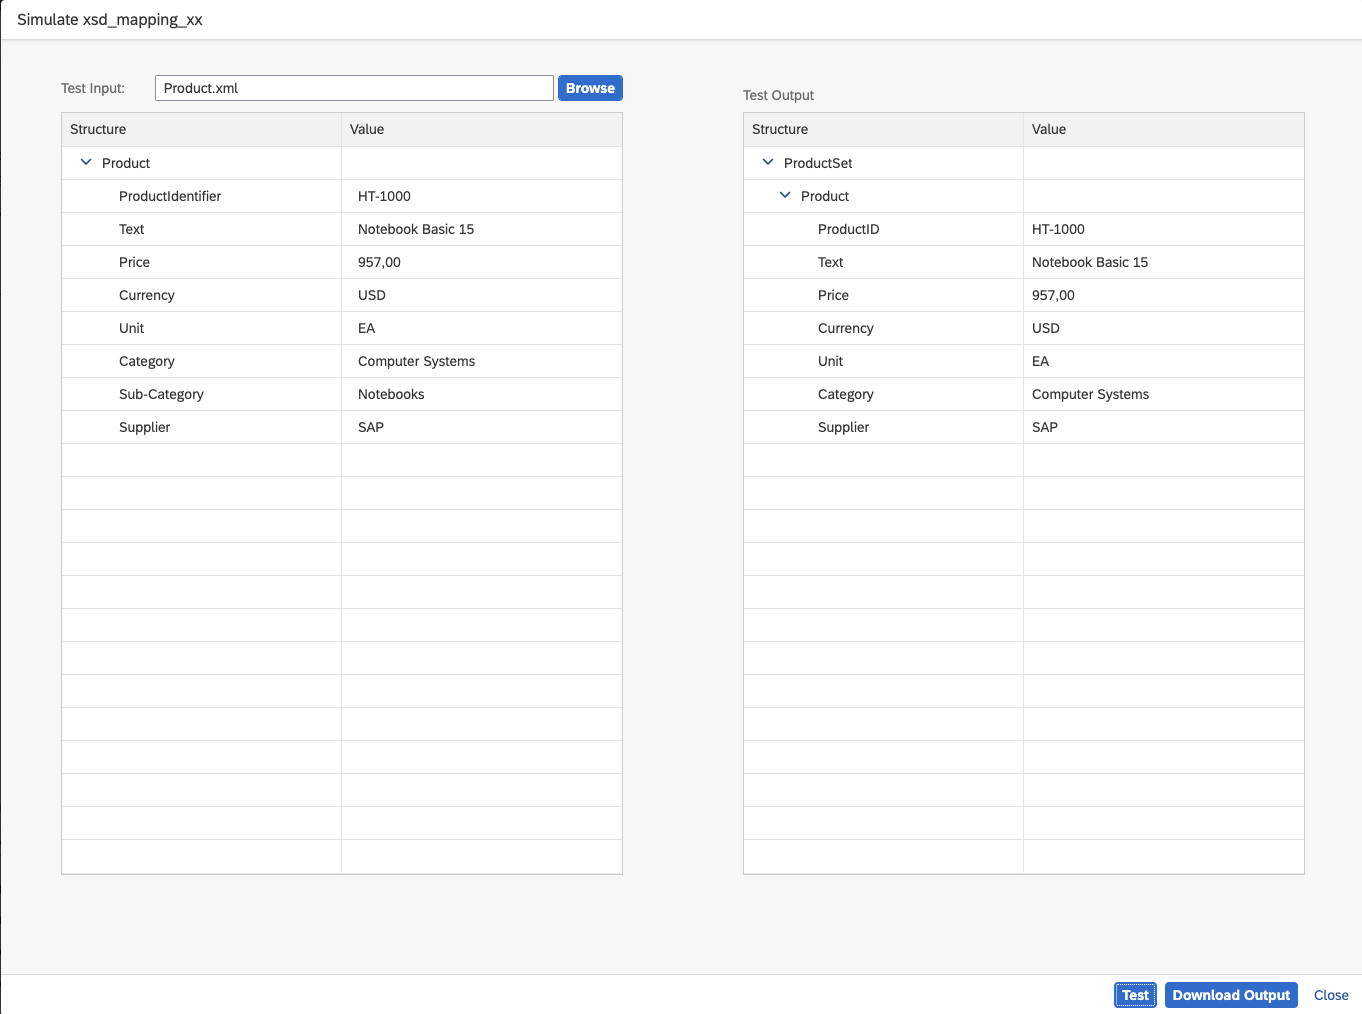 Simulate xsd_mapping_xx
Test Input: Product.xml Browse
Structure Value
Product
ProductIdentifier HT-1000
Text Notebook Basic 15
Price 957,00
Currency USD
Unit EA
Category Computer Systems
Sub-Category Notebooks
Supplier SAP
Test Output
Structure Value
ProductSet
Product
ProductID HT-1000
Text Notebook Basic 15
Price 957,00
Currency USD
Unit EA
Category Computer Systems
Supplier SAP
Test Download Output Close